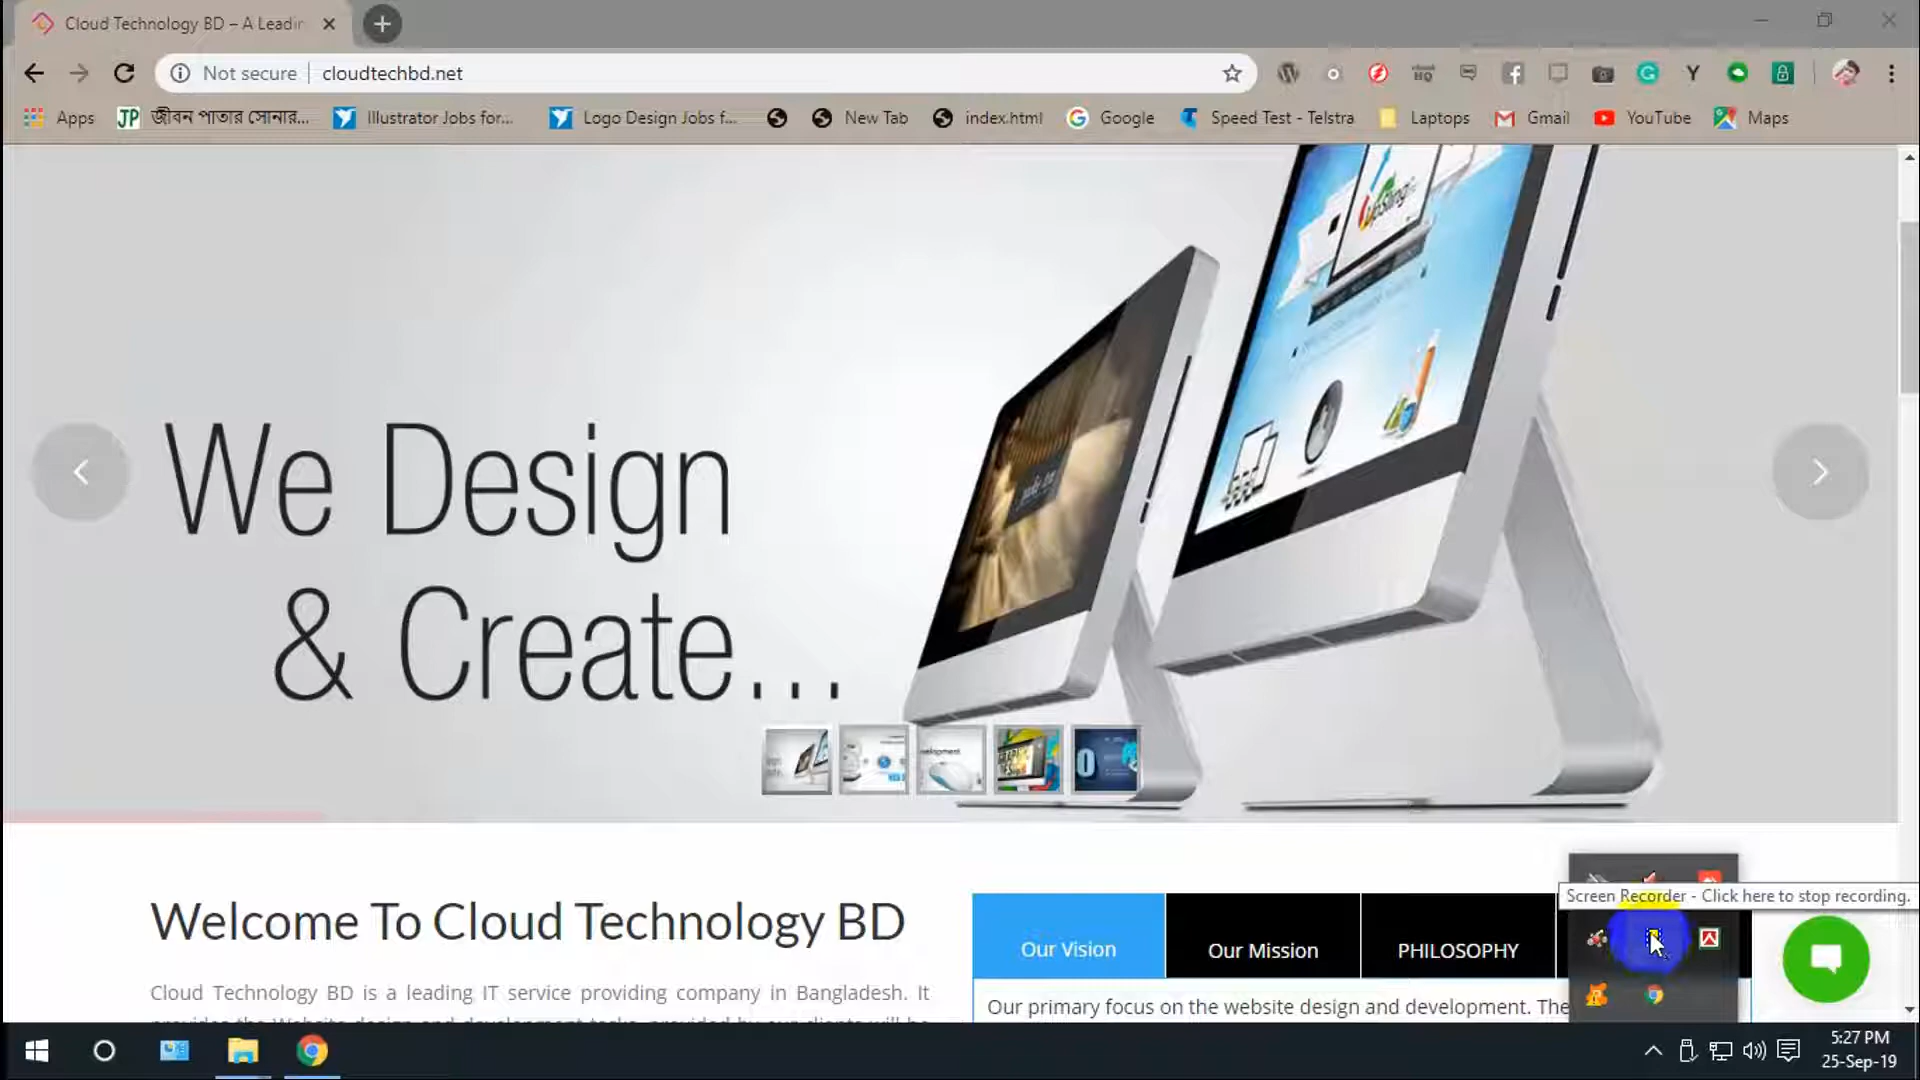 Cloud Technology BD – A Leadin
Not secure
cloudtechbd.net
Apps
JP
জীবন পাতার সোনার...
Illustrator Jobs for...
Logo Design Jobs f...
New Tab
index.html
Google
Speed Test - Telstra
Laptops
Gmail
YouTube
Maps
We Design
& Create...
Welcome To Cloud Technology BD
Cloud Technology BD is a leading IT service providing company in Bangladesh. It
Our Vision
Our Mission
PHILOSOPHY
Our primary focus on the website design and development. The
Screen Recorder - Click here to stop recording.
5:27 PM
25-Sep-19